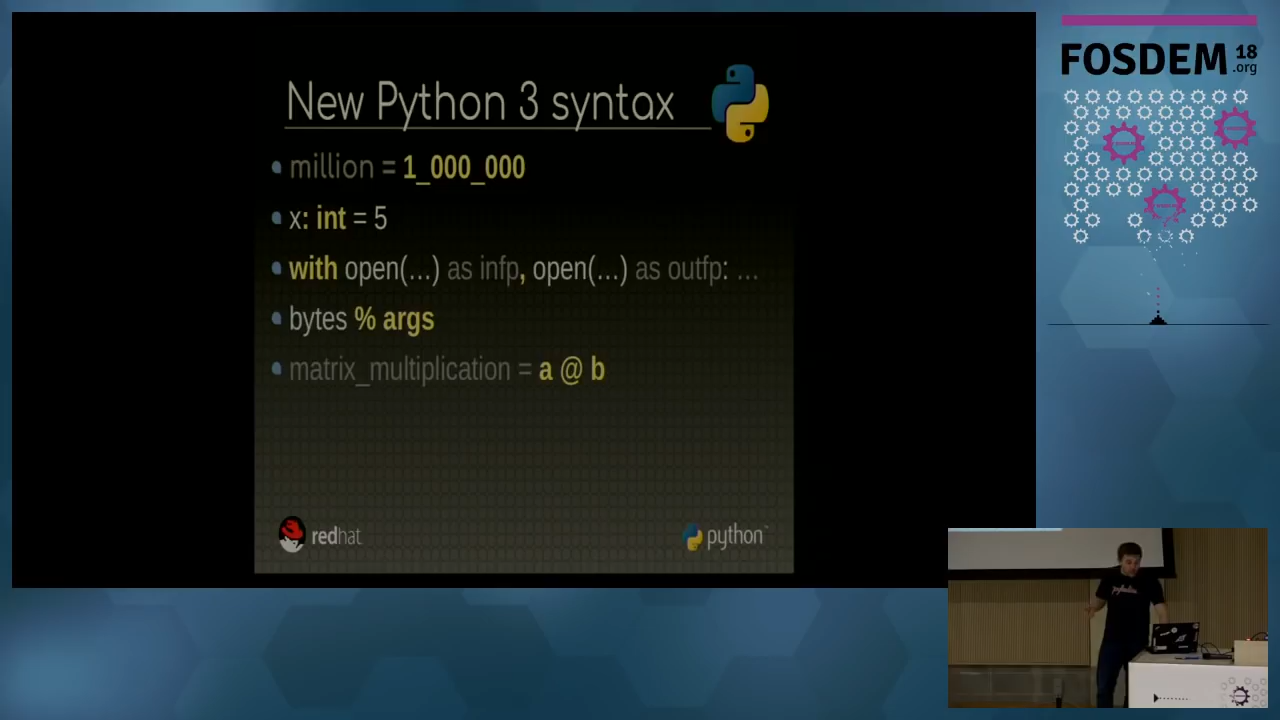 New Python 3 syntax
million = 1_000_000
x: int = 5
with open(…) as infp, open(…) as outfp: …
bytes % args
matrix_multiplication = a @ b
redhat
python™
FOSDEM 18
.org